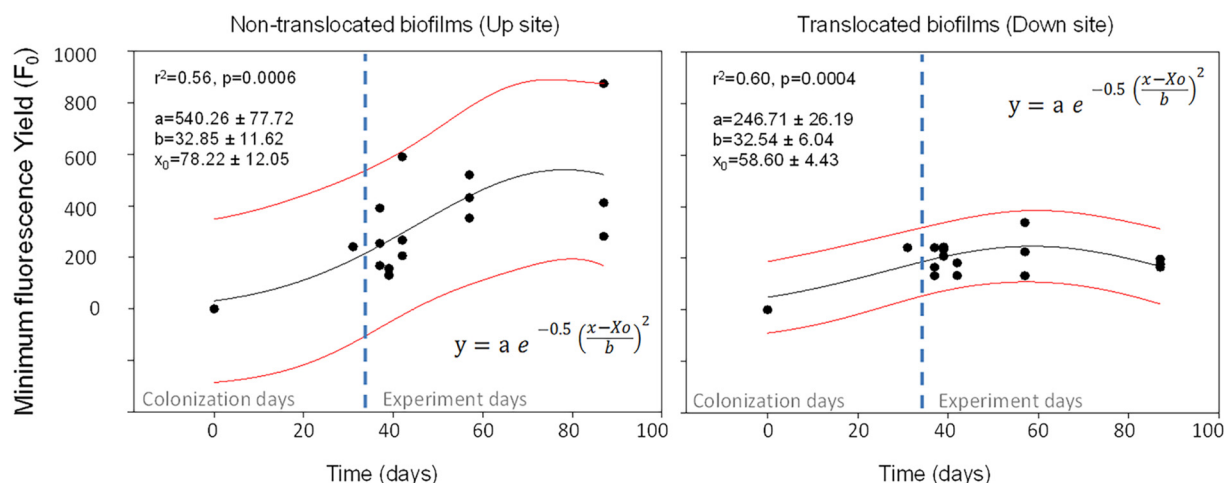 Non-translocated biofilms (Up site)
Translocated biofilms (Down site)
Minimum fluorescence Yield (F₀)
1000
800
600
400
200
0
r²=0.56, p=0.0006
a=540.26 ± 77.72
b=32.85 ± 11.62
x₀=78.22 ± 12.05
y = a e ^ −0.5 ((x−Xo)/b)²
Colonization days
Experiment days
0 20 40 60 80 100
Time (days)
r²=0.60, p=0.0004
a=246.71 ± 26.19
b=32.54 ± 6.04
x₀=58.60 ± 4.43
y = a e ^ −0.5 ((x−Xo)/b)²
Colonization days
Experiment days
0 20 40 60 80 100
Time (days)